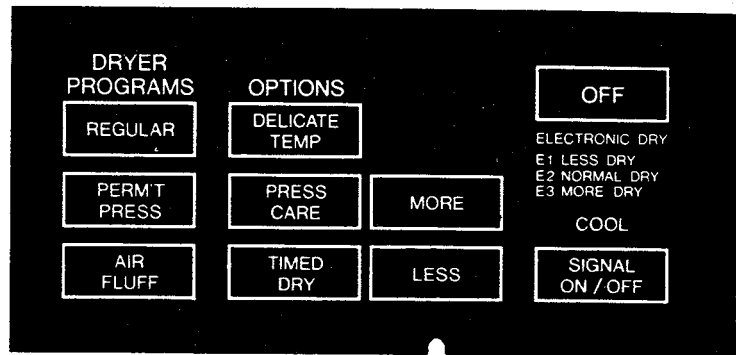 DRYER
PROGRAMS
REGULAR
PERM'T
PRESS
AIR
FLUFF
OPTIONS
DELICATE
TEMP
PRESS
CARE
TIMED
DRY
MORE
LESS
OFF
ELECTRONIC DRY
E1 LESS DRY
E2 NORMAL DRY
E3 MORE DRY
COOL
SIGNAL
ON / OFF